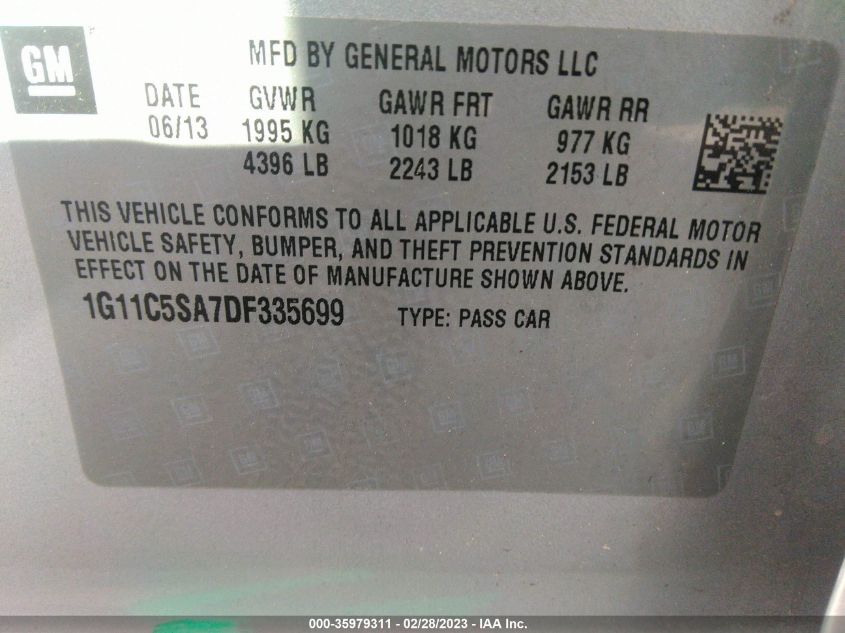 GM
MFD BY GENERAL MOTORS LLC
DATE GVWR GAWR FRT GAWR RR
06/13 1995 KG 1018 KG 977 KG
4396 LB 2243 LB 2153 LB
THIS VEHICLE CONFORMS TO ALL APPLICABLE U.S. FEDERAL MOTOR
VEHICLE SAFETY, BUMPER, AND THEFT PREVENTION STANDARDS IN
EFFECT ON THE DATE OF MANUFACTURE SHOWN ABOVE.
1G11C5SA7DF335699 TYPE: PASS CAR
000-35979311 - 02/28/2023 - IAA Inc.